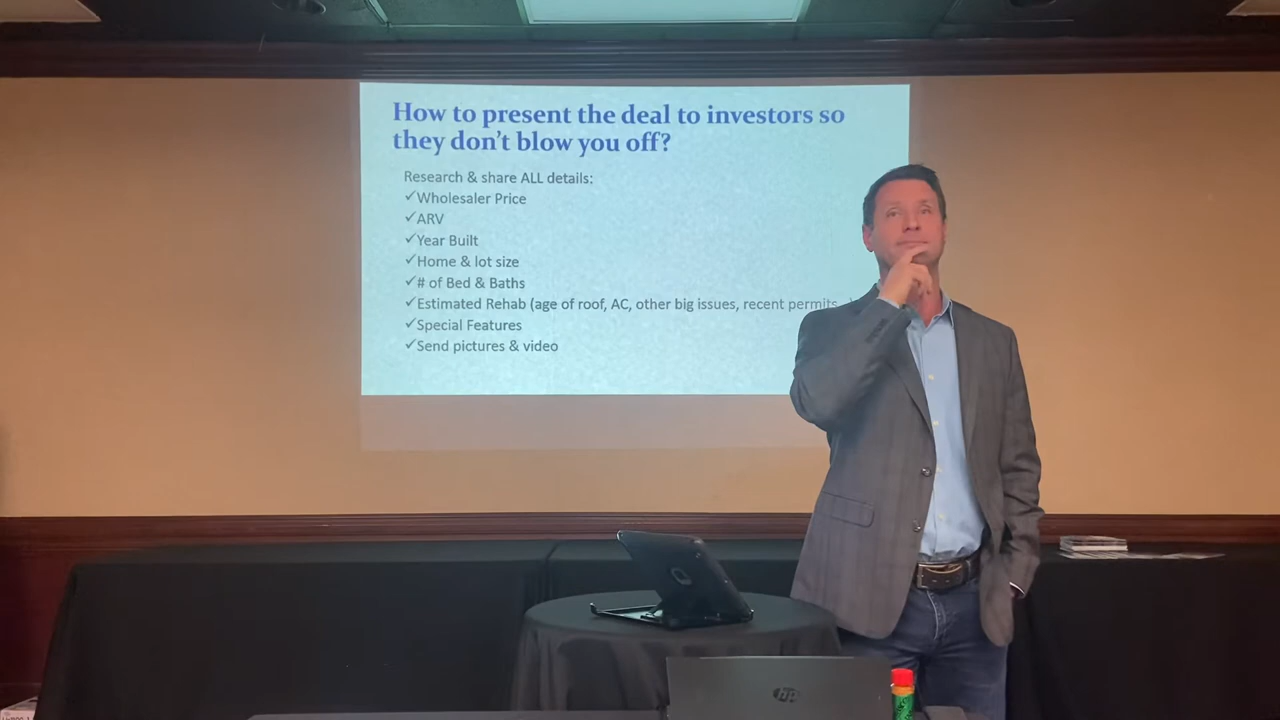 How to present the deal to investors so
they don't blow you off?
Research & share ALL details:
✓Wholesaler Price
✓ARV
✓Year Built
✓Home & lot size
✓# of Bed & Baths
✓Estimated Rehab (age of roof, AC, other big issues, recent permits
✓Special Features
✓Send pictures & video
hp